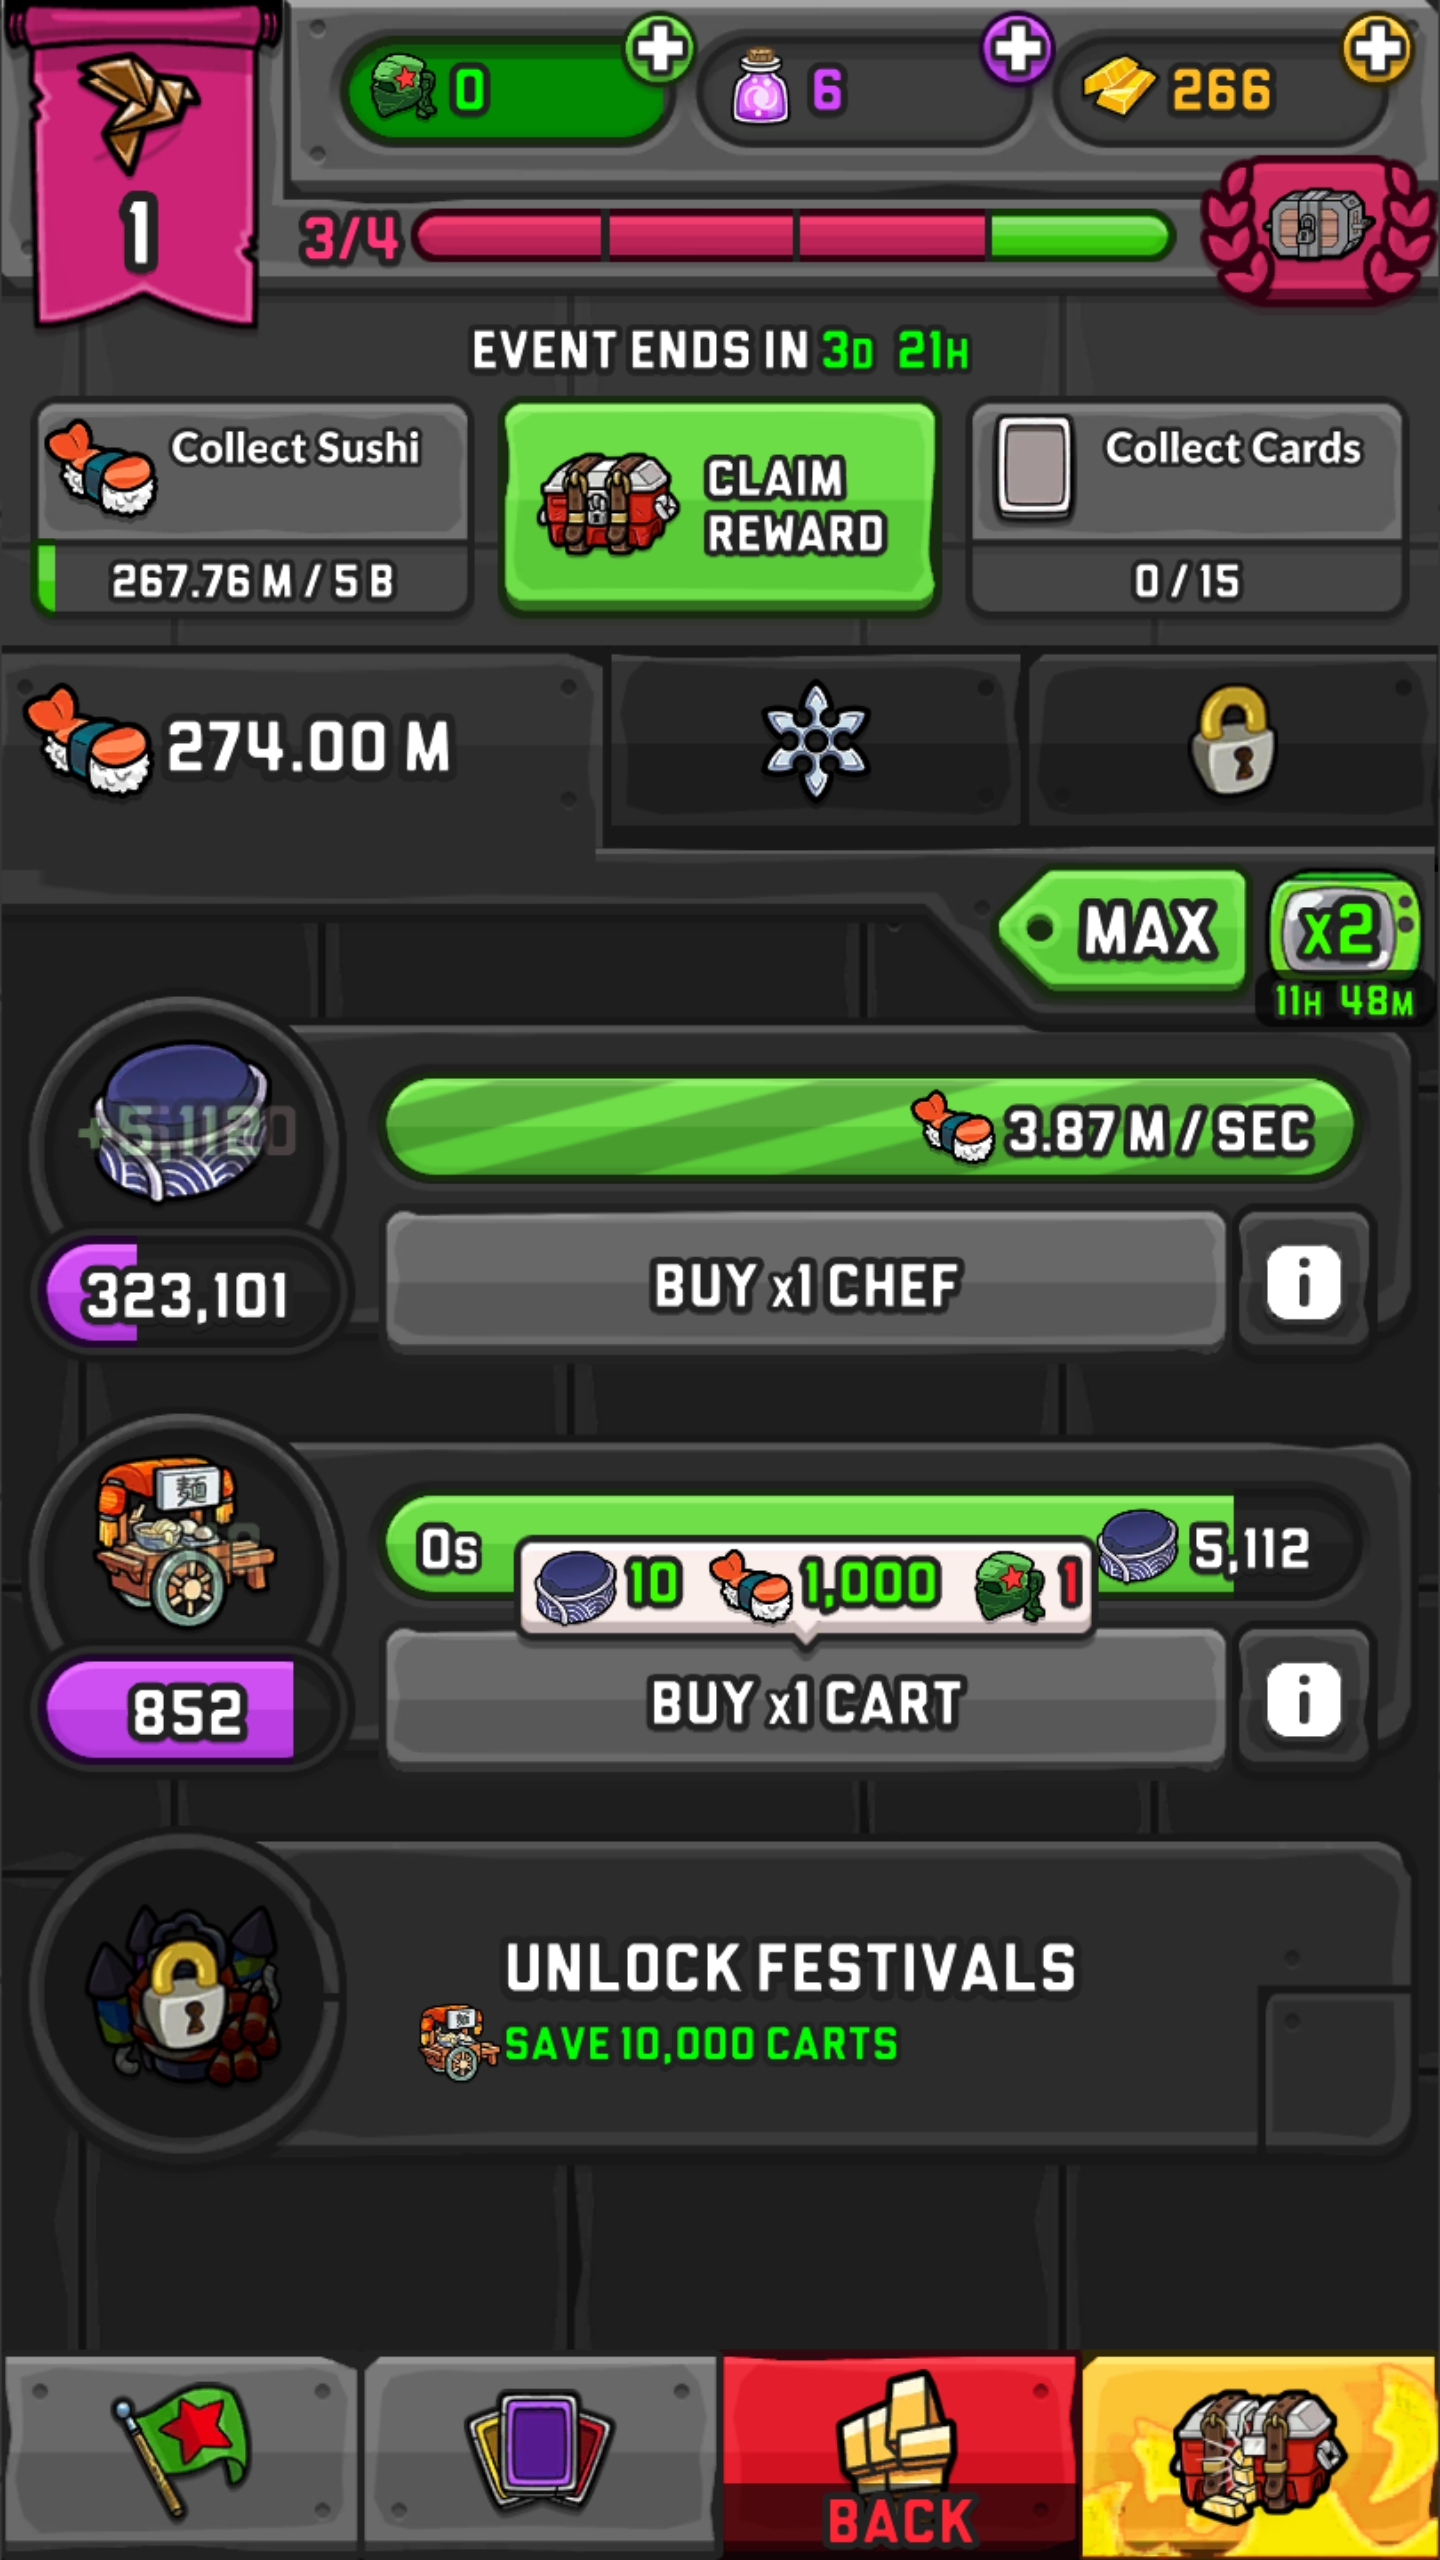 0
6
266
1
3/4
EVENT ENDS IN 3D 21H
Collect Sushi
267.76 M / 5 B
CLAIM
REWARD
Collect Cards
0 / 15
274.00 M
MAX
x2
11H 48M
3.87 M / SEC
323,101
BUY x1 CHEF
麺
0s
5,112
10
1,000
1
852
BUY x1 CART
UNLOCK FESTIVALS
SAVE 10,000 CARTS
BACK